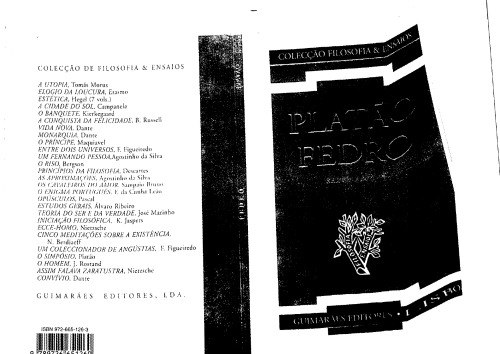 COLECÇÃO DE FILOSOFIA & ENSAIOS
A UTOPIA, Tomás Morus
ELOGIO DA LOUCURA, Erasmo
ESTÉTICA, Hegel (7 vols.)
A CIDADE DO SOL, Campanela
O BANQUETE, Kierkegaard
A CONQUISTA DA FELICIDADE, B. Russell
VIDA NOVA, Dante
MONARQUIA, Dante
O PRÍNCIPE, Maquiavel
ENTRE DOIS UNIVERSOS, F. Figueiredo
UM FERNANDO PESSOA, Agostinho da Silva
O RISO, Bergson
PRINCÍPIOS DA FILOSOFIA, Descartes
AS APROXIMAÇÕES, Agostinho da Silva
OS CAVALEIROS DO AMOR, Sampaio Bruno
O ENIGMA PORTUGUÊS, F. da Cunha Leão
OPÚSCULOS, Pascal
ESTUDOS GERAIS, Álvaro Ribeiro
TEORIA DO SER E DA VERDADE, José Marinho
INICIAÇÃO FILOSÓFICA, K. Jaspers
ECCE-HOMO, Nietzsche
CINCO MEDITAÇÕES SOBRE A EXISTÊNCIA,
N. Berdiaeff
UM COLECCIONADOR DE ANGÚSTIAS, F. Figueiredo
O SIMPÓSIO, Platão
O HOMEM, J. Rostand
ASSIM FALAVA ZARATUSTRA, Nietzsche
CONVÍVIO, Dante
GUIMARÃES EDITORES, LDA.
ISBN 972-665-126-3
9 789726 651260
COLECÇÃO FILOSOFIA & ENSAIOS
PLATÃO
FEDRO
GUIMARÃES EDITORES • LISBOA